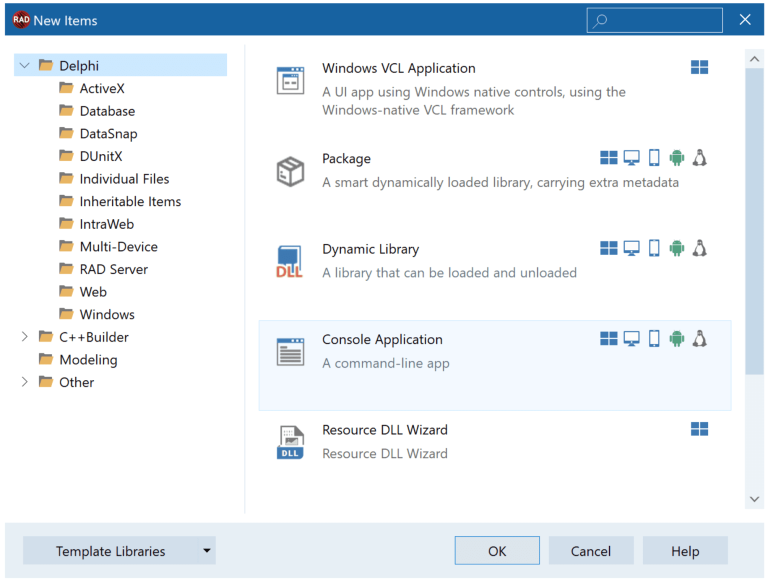 RAD New Items
Delphi
ActiveX
Database
DataSnap
DUnitX
Individual Files
Inheritable Items
IntraWeb
Multi-Device
RAD Server
Web
Windows
C++Builder
Modeling
Other
Windows VCL Application
A UI app using Windows native controls, using the
Windows-native VCL framework
Package
A smart dynamically loaded library, carrying extra metadata
DLL
Dynamic Library
A library that can be loaded and unloaded
Console Application
A command-line app
DLL
Resource DLL Wizard
Resource DLL Wizard
Template Libraries
OK
Cancel
Help